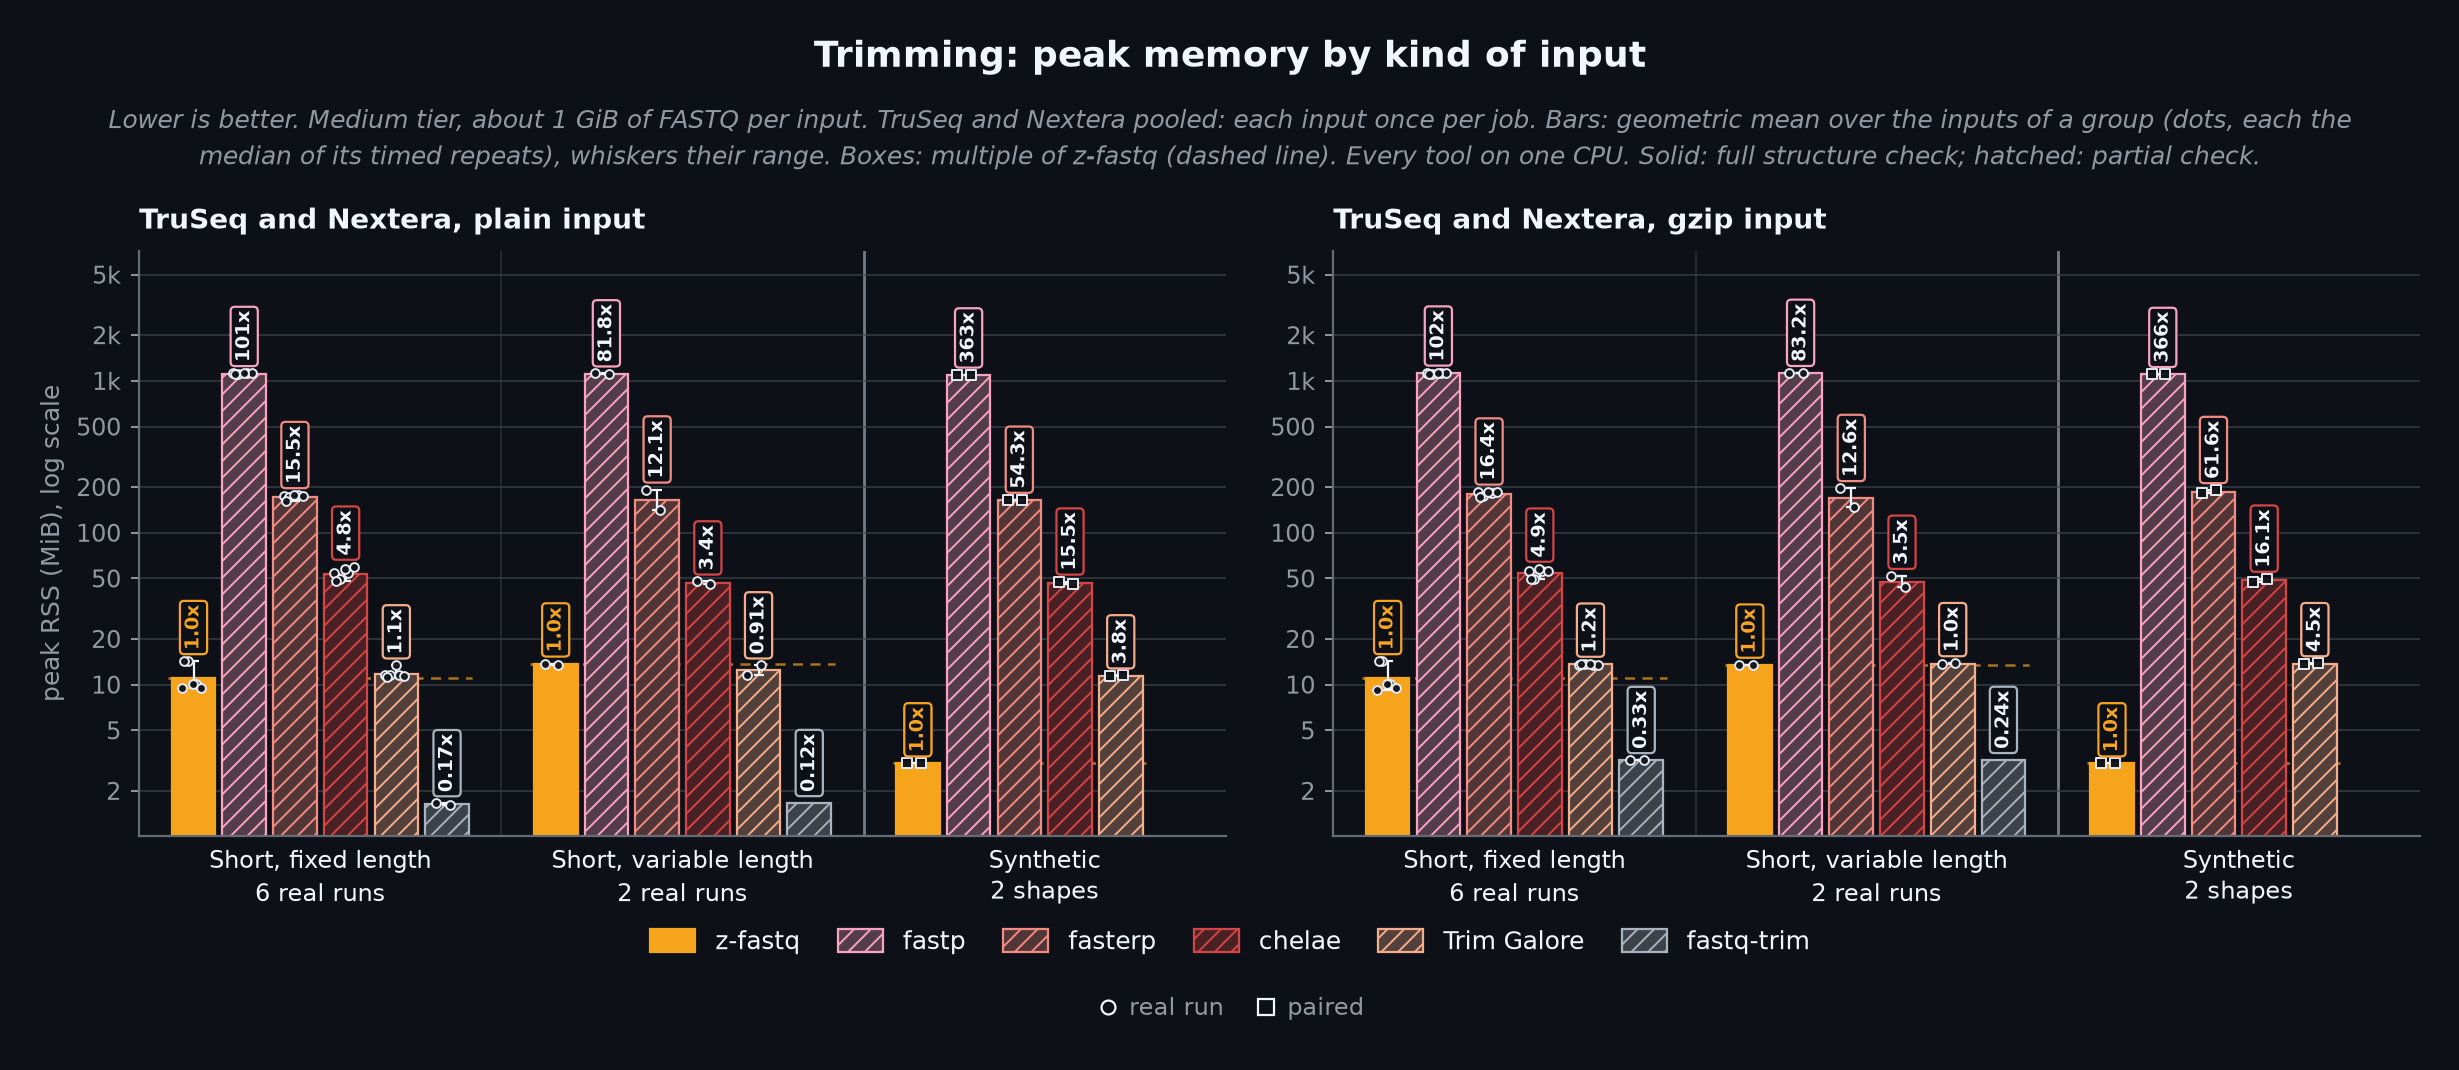 Trimming: peak memory by kind of input
Lower is better. Medium tier, about 1 GiB of FASTQ per input. TruSeq and Nextera pooled: each input once per job. Bars: geometric mean over the inputs of a group (dots, each the
median of its timed repeats), whiskers their range. Boxes: multiple of z-fastq (dashed line). Every tool on one CPU. Solid: full structure check; hatched: partial check.
TruSeq and Nextera, plain input
peak RSS (MiB), log scale
5k
2k
1k
500
200
100
50
20
10
5
2
1.0x
101x
15.5x
4.8x
1.1x
0.17x
1.0x
81.8x
12.1x
3.4x
0.91x
0.12x
1.0x
363x
54.3x
15.5x
3.8x
Short, fixed length
6 real runs
Short, variable length
2 real runs
Synthetic
2 shapes
TruSeq and Nextera, gzip input
5k
2k
1k
500
200
100
50
20
10
5
2
1.0x
102x
16.4x
4.9x
1.2x
0.33x
1.0x
83.2x
12.6x
3.5x
1.0x
0.24x
1.0x
366x
61.6x
16.1x
4.5x
Short, fixed length
6 real runs
Short, variable length
2 real runs
Synthetic
2 shapes
z-fastq
fastp
fasterp
chelae
Trim Galore
fastq-trim
real run
paired